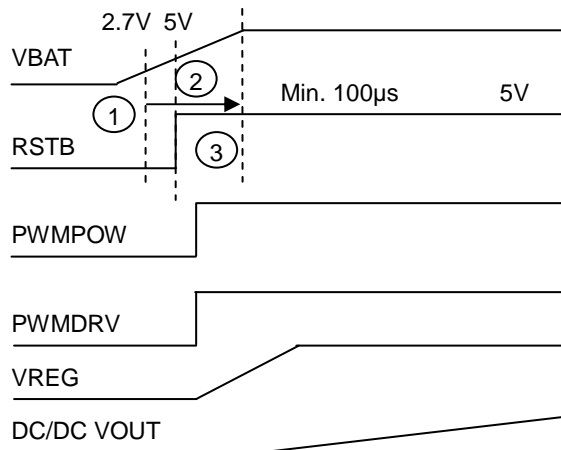 2.7V 5V
VBAT
②
Min. 100µs 5V
①
RSTB
③
PWMPOW
PWMDRV
VREG
DC/DC VOUT